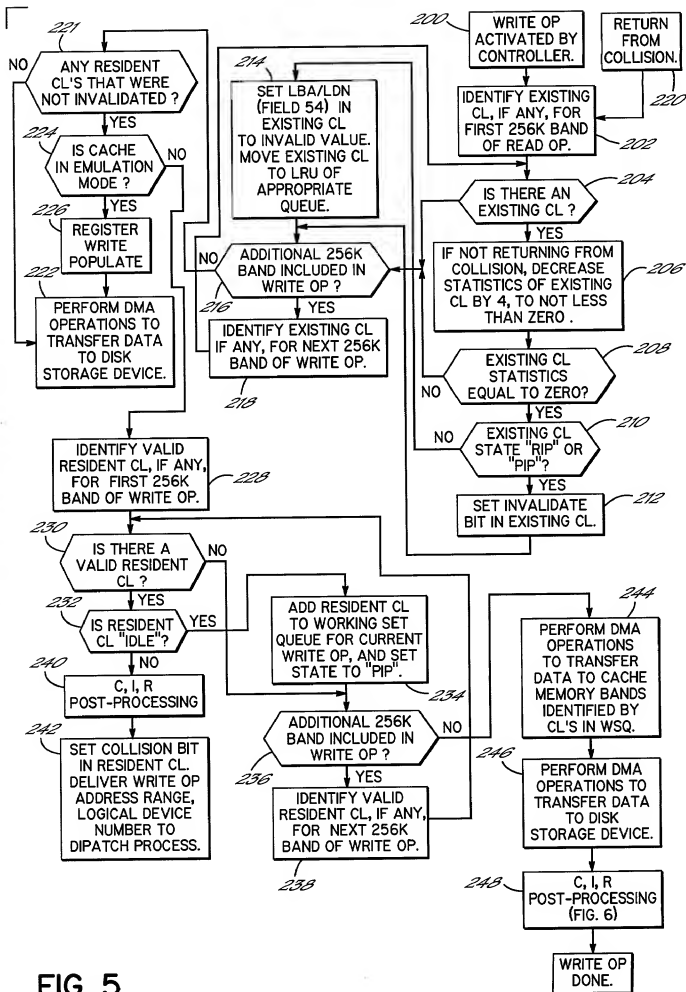 200
WRITE OP
ACTIVATED BY
CONTROLLER.
RETURN
FROM
COLLISION.
220
IDENTIFY EXISTING
CL, IF ANY, FOR
FIRST 256K BAND
OF READ OP.
202
IS THERE AN
EXISTING CL ?
204
YES
IF NOT RETURNING FROM
COLLISION, DECREASE
STATISTICS OF EXISTING
CL BY 4, TO NOT LESS
THAN ZERO .
206
EXISTING CL
STATISTICS
EQUAL TO ZERO?
208
NO
YES
EXISTING CL
STATE "RIP" OR
"PIP"?
210
NO
YES
SET INVALIDATE
BIT IN EXISTING CL.
212
214
SET LBA/LDN
(FIELD 54) IN
EXISTING CL
TO INVALID VALUE.
MOVE EXISTING CL
TO LRU OF
APPROPRIATE
QUEUE.
NO
ADDITIONAL 256K
BAND INCLUDED IN
WRITE OP ?
216
YES
IDENTIFY EXISTING CL
IF ANY, FOR NEXT 256K
BAND OF WRITE OP.
218
221
NO
ANY RESIDENT
CL'S THAT WERE
NOT INVALIDATED ?
YES
224
IS CACHE
IN EMULATION
MODE ?
NO
YES
226
REGISTER
WRITE
POPULATE
222
PERFORM DMA
OPERATIONS TO
TRANSFER DATA
TO DISK
STORAGE DEVICE.
IDENTIFY VALID
RESIDENT CL, IF ANY,
FOR FIRST 256K
BAND OF WRITE OP.
228
230
IS THERE A
VALID RESIDENT
CL ?
NO
YES
232
IS RESIDENT
CL "IDLE"?
YES
NO
240
C, I, R
POST-PROCESSING
242
SET COLLISION BIT
IN RESIDENT CL.
DELIVER WRITE OP
ADDRESS RANGE,
LOGICAL DEVICE
NUMBER TO
DIPATCH PROCESS.
ADD RESIDENT CL
TO WORKING SET
QUEUE FOR CURRENT
WRITE OP, AND SET
STATE TO "PIP".
234
ADDITIONAL 256K
BAND INCLUDED IN
WRITE OP ?
NO
236
YES
IDENTIFY VALID
RESIDENT CL, IF ANY,
FOR NEXT 256K
BAND OF WRITE OP.
238
244
PERFORM DMA
OPERATIONS
TO TRANSFER
DATA TO CACHE
MEMORY BANDS
IDENTIFIED BY
CL'S IN WSQ.
246
PERFORM DMA
OPERATIONS TO
TRANSFER DATA
TO DISK
STORAGE DEVICE.
248
C, I, R
POST-PROCESSING
(FIG. 6)
WRITE OP
DONE.
FIG. 5